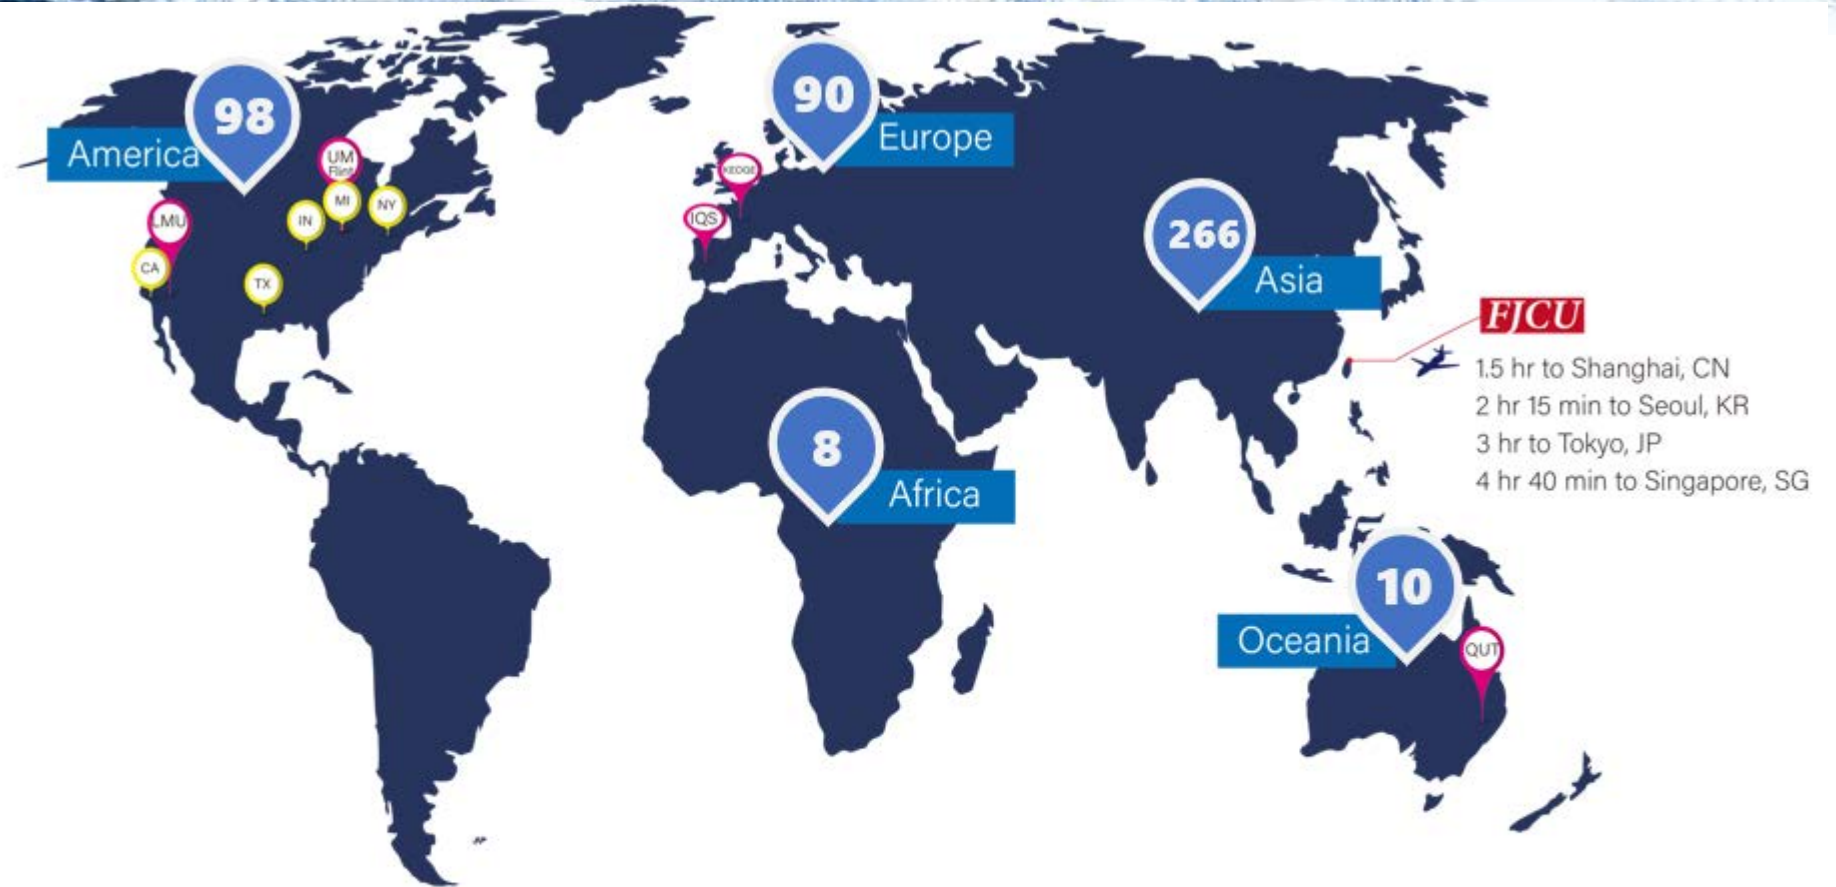 98
America
UM
Flint
MI
NY
IN
LMU
CA
TX
90
Europe
KEDGE
IQS
266
Asia
FJCU
1.5 hr to Shanghai, CN
2 hr 15 min to Seoul, KR
3 hr to Tokyo, JP
4 hr 40 min to Singapore, SG
8
Africa
10
Oceania
QUT